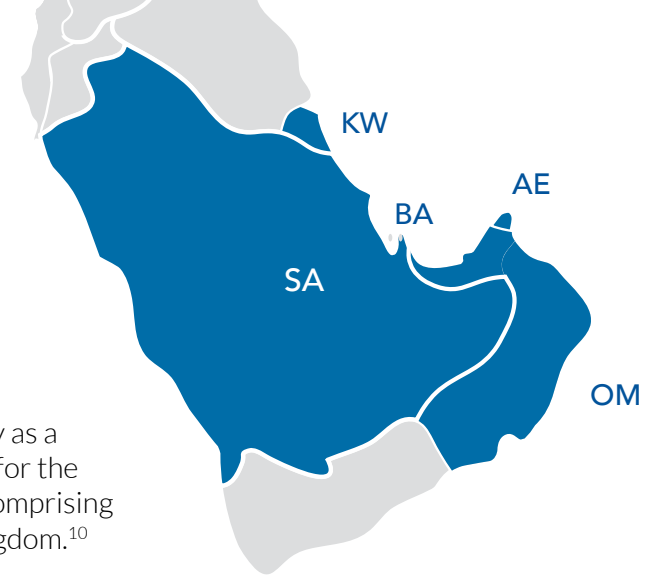 KW
AE
BA
SA
OM
y as a
for the
omprising
gdom.10